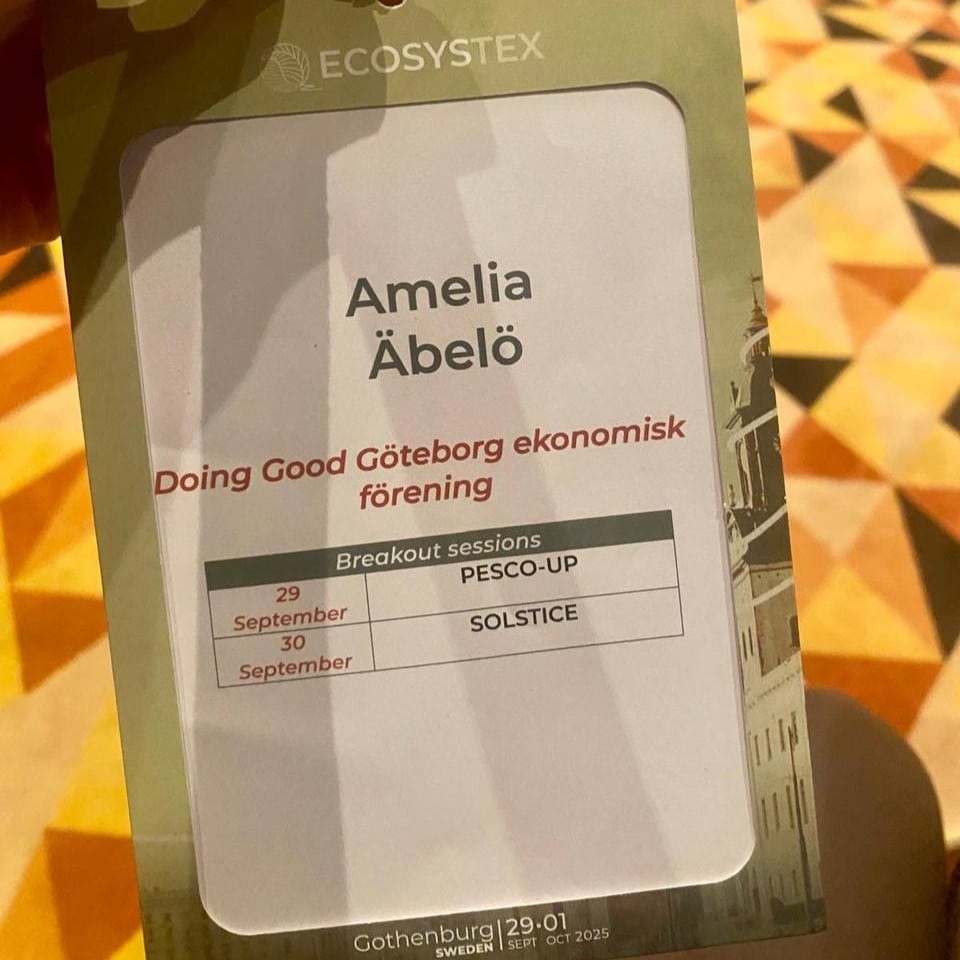 ECOSYSTEX
Amelia
Äbelö
Doing Good Göteborg ekonomisk
förening
Breakout sessions
29
September
PESCO-UP
30
September
SOLSTICE
Gothenburg
SWEDEN
29·01
SEPT OCT 2025